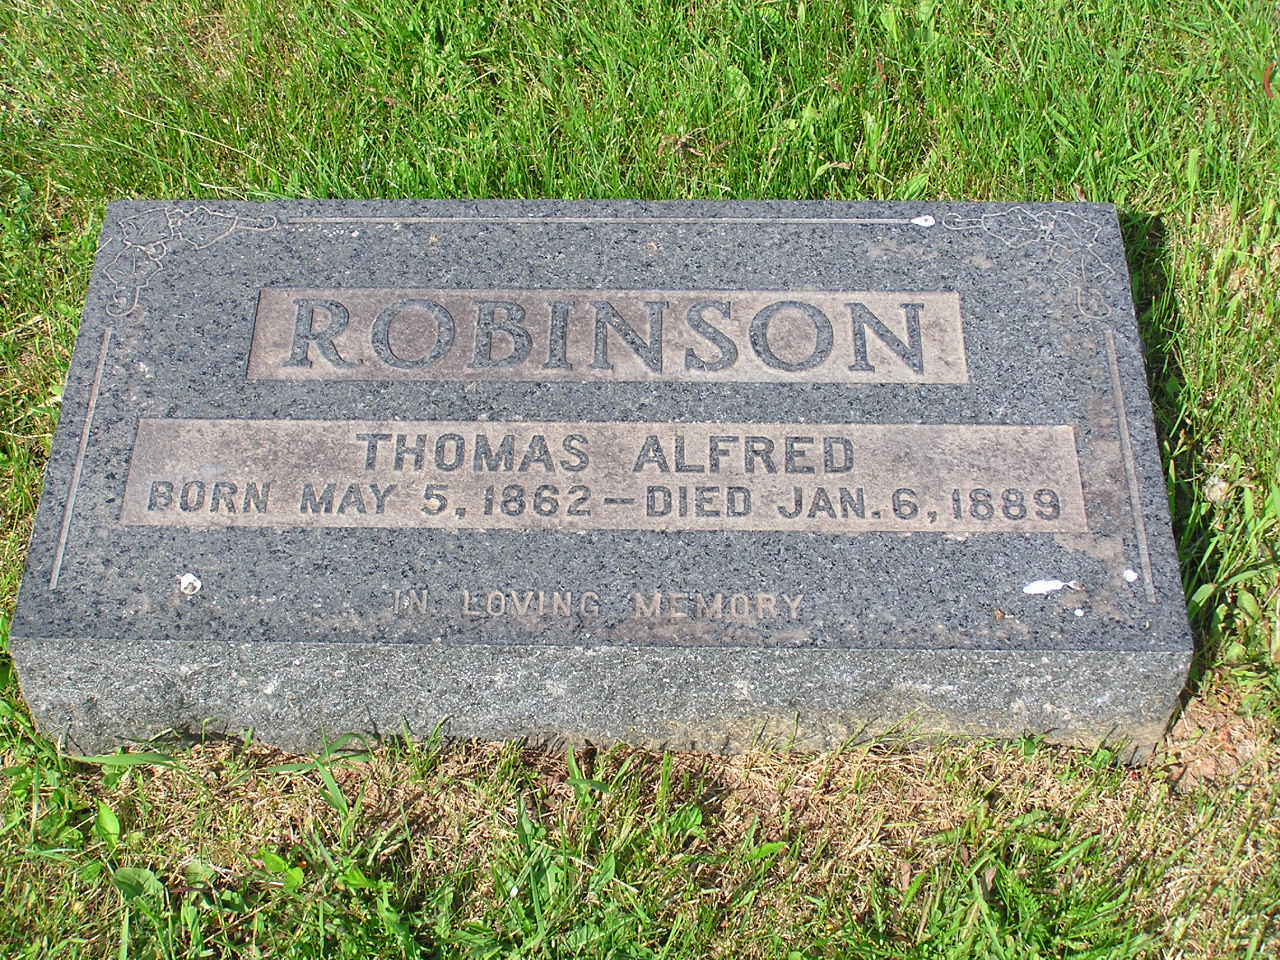 ROBINSON
THOMAS ALFRED
BORN MAY 5, 1862 – DIED JAN. 6, 1889
IN LOVING MEMORY